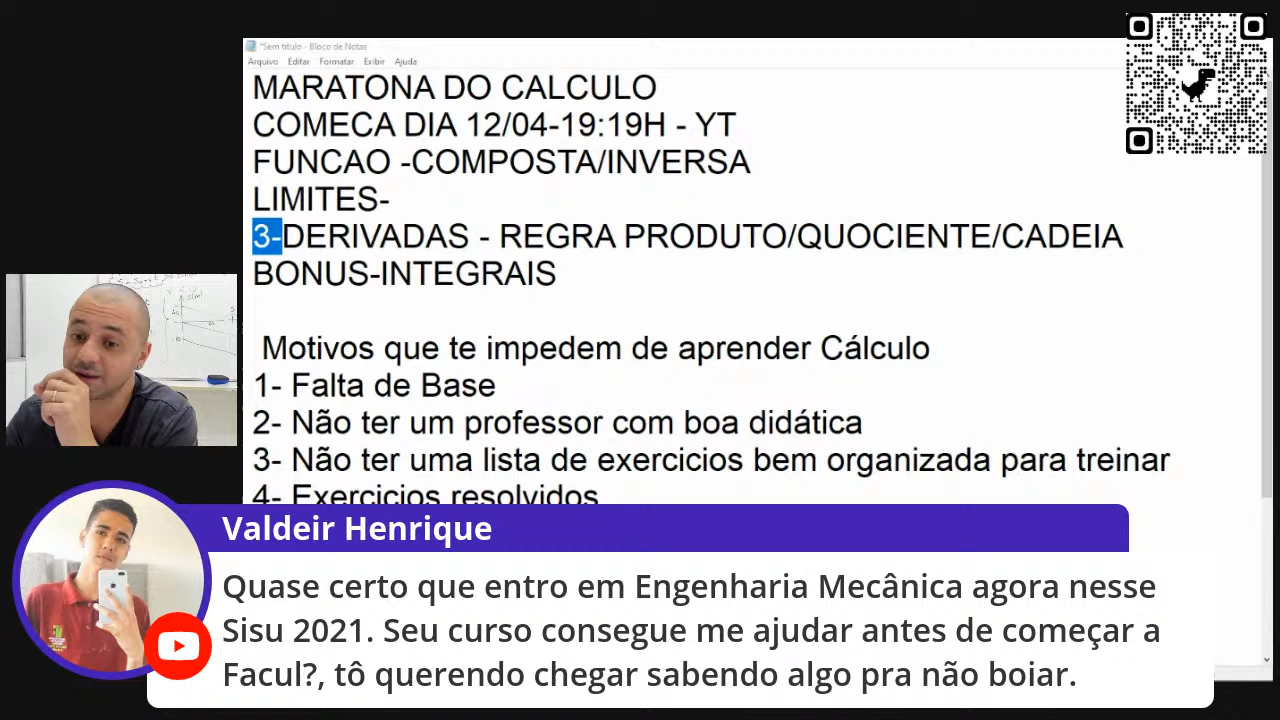 *Sem título - Bloco de Notas
Arquivo Editar Formatar Exibir Ajuda
MARATONA DO CALCULO
COMECA DIA 12/04-19:19H - YT
FUNCAO -COMPOSTA/INVERSA
LIMITES-
3-DERIVADAS - REGRA PRODUTO/QUOCIENTE/CADEIA
BONUS-INTEGRAIS
Motivos que te impedem de aprender Cálculo
1- Falta de Base
2- Não ter um professor com boa didática
3- Não ter uma lista de exercicios bem organizada para treinar
4- Exercicios resolvidos
Valdeir Henrique
Quase certo que entro em Engenharia Mecânica agora nesse
Sisu 2021. Seu curso consegue me ajudar antes de começar a
Facul?, tô querendo chegar sabendo algo pra não boiar.